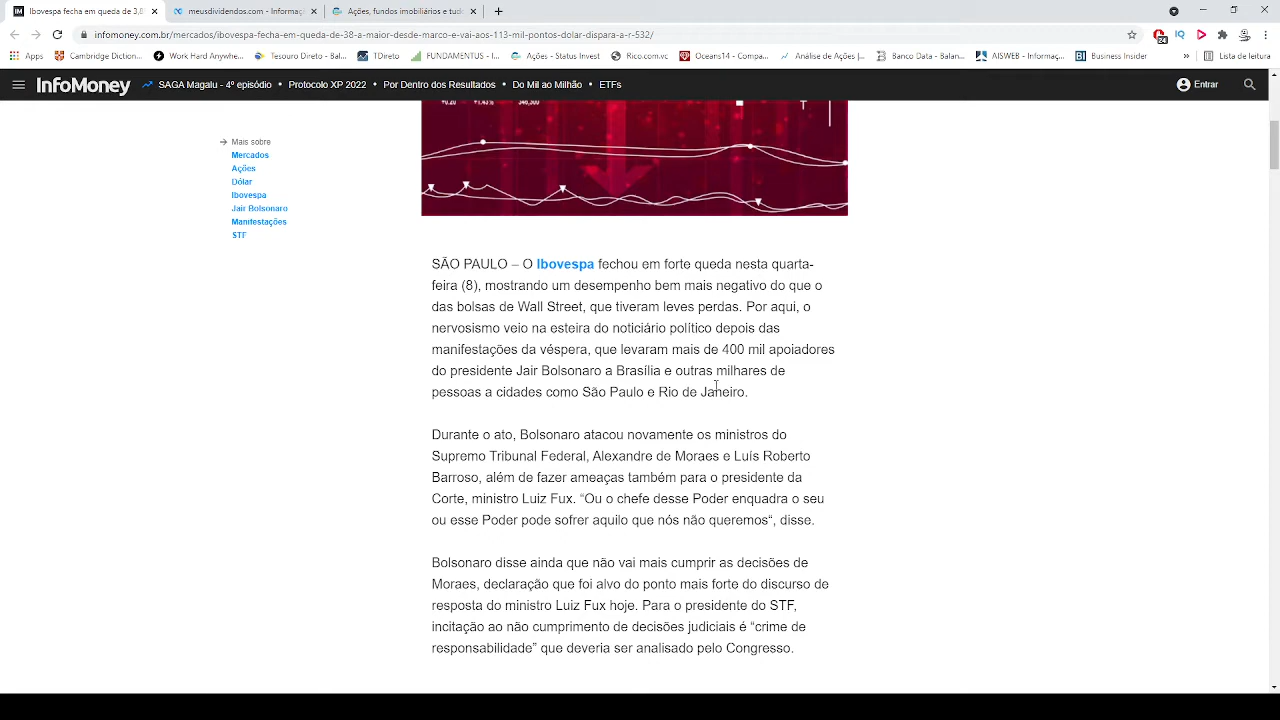 Ibovespa fecha em queda de 3,8
meusdividendos.com - Informaç
Ações, fundos imobiliários e tudo
infomoney.com.br/mercados/ibovespa-fecha-em-queda-de-38-a-maior-desde-marco-e-vai-aos-113-mil-pontos-dolar-dispara-a-r-532/
24
IQ
Apps
Cambridge Diction...
Work Hard Anywhe...
Tesouro Direto - Bal...
TDireto
FUNDAMENTUS - I...
Ações - Status Invest
Rico.com.vc
Oceans14 - Compa...
Análise de Ações |...
Banco Data - Balan...
AISWEB - Informaç...
Business Insider
»
Lista de leitura
InfoMoney
SAGA Magalu - 4º episódio • Protocolo XP 2022 • Por Dentro dos Resultados • Do Mil ao Milhão • ETFs
Entrar
+0.20 +1.43% 346,500
Mais sobre
Mercados
Ações
Dólar
Ibovespa
Jair Bolsonaro
Manifestações
STF
SÃO PAULO – O Ibovespa fechou em forte queda nesta quarta-
feira (8), mostrando um desempenho bem mais negativo do que o
das bolsas de Wall Street, que tiveram leves perdas. Por aqui, o
nervosismo veio na esteira do noticiário político depois das
manifestações da véspera, que levaram mais de 400 mil apoiadores
do presidente Jair Bolsonaro a Brasília e outras milhares de
pessoas a cidades como São Paulo e Rio de Janeiro.
Durante o ato, Bolsonaro atacou novamente os ministros do
Supremo Tribunal Federal, Alexandre de Moraes e Luís Roberto
Barroso, além de fazer ameaças também para o presidente da
Corte, ministro Luiz Fux. “Ou o chefe desse Poder enquadra o seu
ou esse Poder pode sofrer aquilo que nós não queremos“, disse.
Bolsonaro disse ainda que não vai mais cumprir as decisões de
Moraes, declaração que foi alvo do ponto mais forte do discurso de
resposta do ministro Luiz Fux hoje. Para o presidente do STF,
incitação ao não cumprimento de decisões judiciais é “crime de
responsabilidade” que deveria ser analisado pelo Congresso.